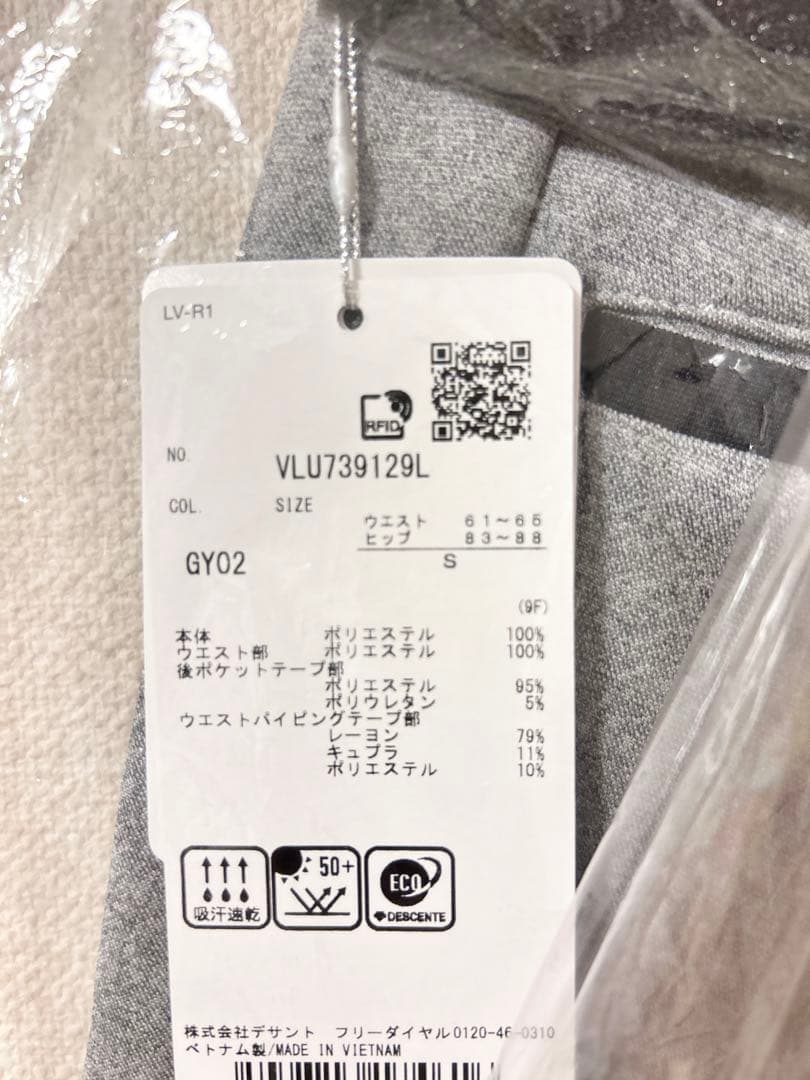 LV-R1
RFID
NO. VLU739129L
COL. SIZE
ウエスト 61〜65
ヒップ 83〜88
GY02 S
(9F)
本体 ポリエステル 100%
ウエスト部 ポリエステル 100%
後ポケットテープ部
ポリエステル 95%
ポリウレタン 5%
ウエストパイピングテープ部
レーヨン 79%
キュプラ 11%
ポリエステル 10%
50+
ECO
吸汗速乾
DESCENTE
株式会社デサント フリーダイヤル0120-46-0310
ベトナム製/MADE IN VIETNAM